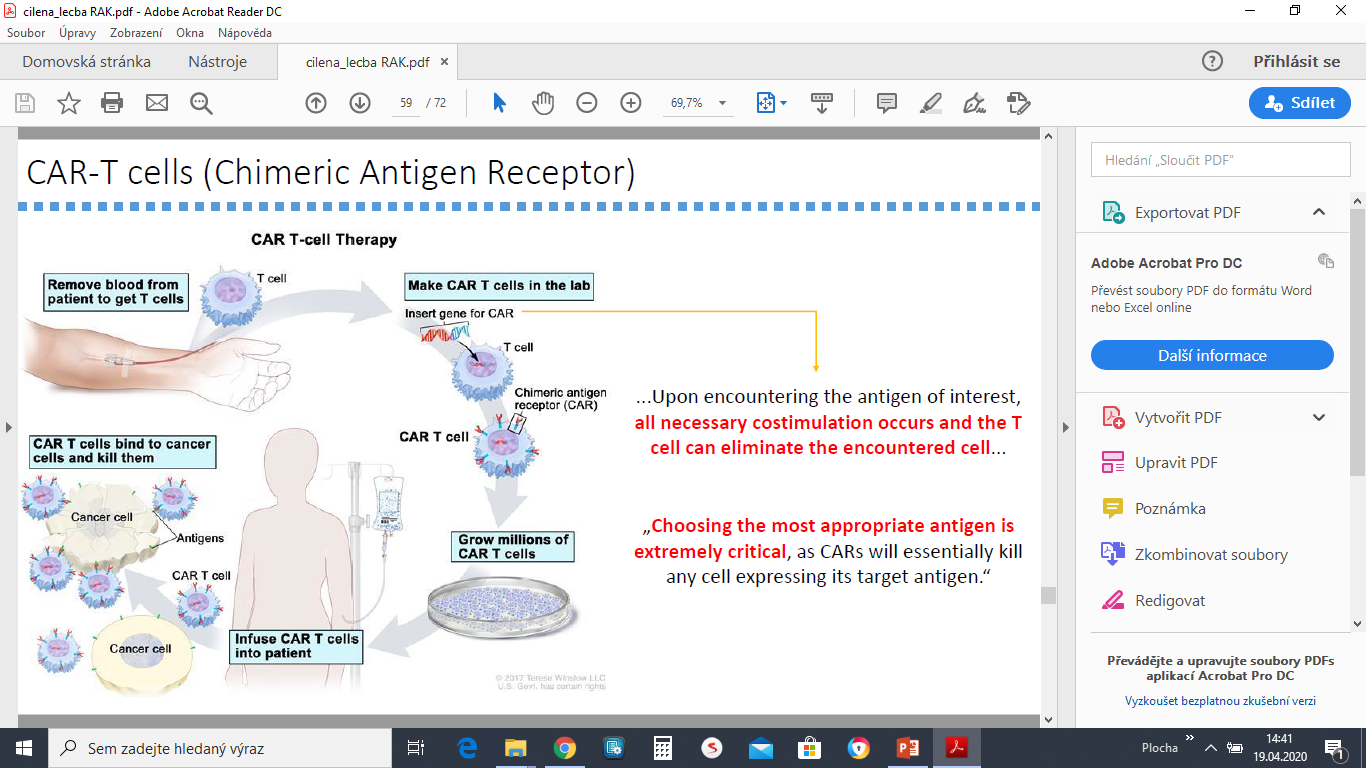 cilena_lecba RAK.pdf - Adobe Acrobat Reader DC
Soubor Úpravy Zobrazení Okna Nápověda
Domovská stránka Nástroje cilena_lecba RAK.pdf × Přihlásit se
59 / 72 69,7% Sdílet
CAR-T cells (Chimeric Antigen Receptor)
CAR T-cell Therapy
Remove blood from
patient to get T cells
T cell
Make CAR T cells in the lab
Insert gene for CAR
T cell
Chimeric antigen
receptor (CAR)
CAR T cell
Grow millions of
CAR T cells
Infuse CAR T cells
into patient
CAR T cells bind to cancer
cells and kill them
Cancer cell
Antigens
CAR T cell
Cancer cell
© 2017 Terese Winslow LLC
U.S. Govt. has certain rights
...Upon encountering the antigen of interest,
all necessary costimulation occurs and the T
cell can eliminate the encountered cell...
„Choosing the most appropriate antigen is
extremely critical, as CARs will essentially kill
any cell expressing its target antigen.“
Hledání „Sloučit PDF"
Exportovat PDF
Adobe Acrobat Pro DC
Převést soubory PDF do formátu Word
nebo Excel online
Další informace
Vytvořit PDF
Upravit PDF
Poznámka
Zkombinovat soubory
Redigovat
Převádějte a upravujte soubory PDFs
aplikací Acrobat Pro DC
Vyzkoušet bezplatnou zkušební verzi
Sem zadejte hledaný výraz
Plocha »
14:41
19.04.2020
1